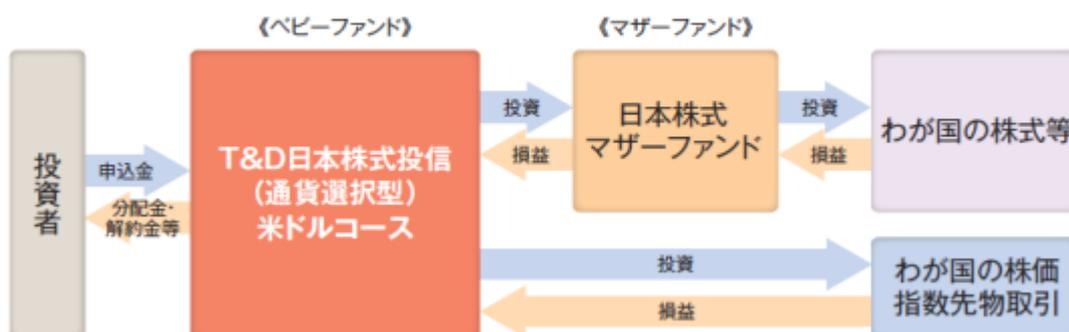 《ベビーファンド》
《マザーファンド》
投資者
申込金
分配金・
解約金等
T&D日本株式投信
（通貨選択型）
米ドルコース
投資
損益
日本株式
マザーファンド
投資
損益
わが国の株式等
投資
損益
わが国の株価
指数先物取引